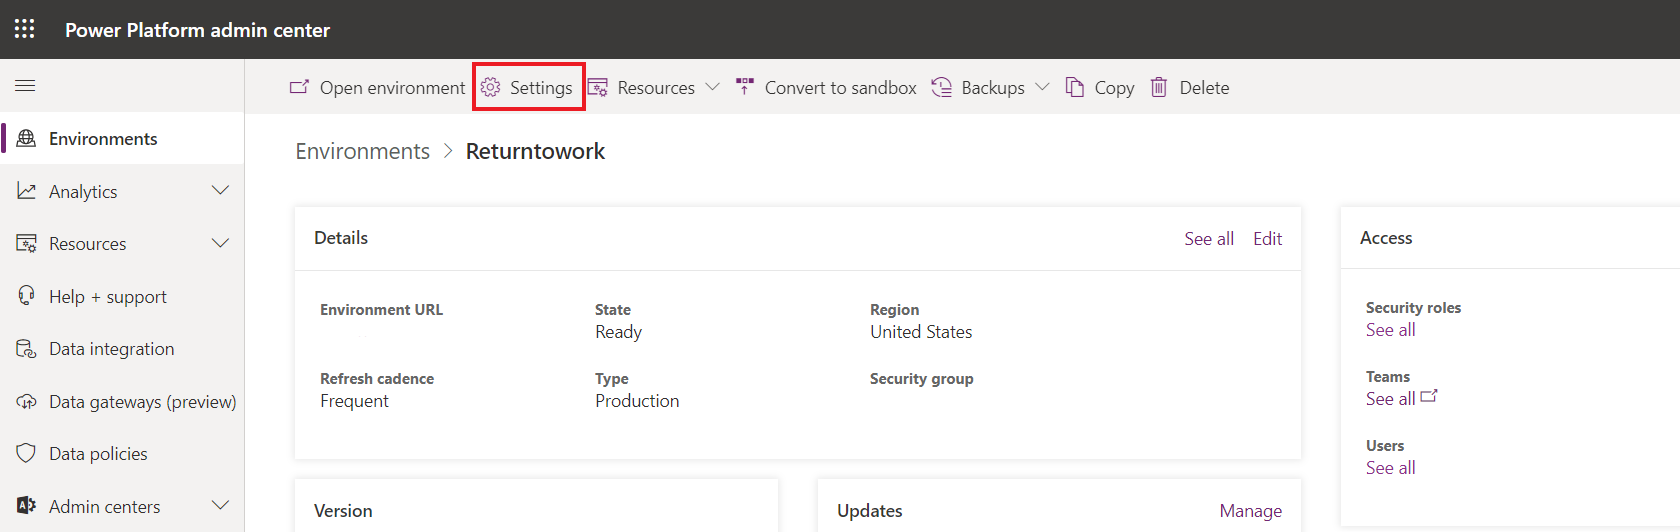 Power Platform admin center
Open environment Settings Resources Convert to sandbox Backups Copy Delete
Environments
Analytics
Resources
Help + support
Data integration
Data gateways (preview)
Data policies
Admin centers
Environments > Returntowork
Details See all Edit
Environment URL State Region
Ready United States
Refresh cadence Type Security group
Frequent Production
Version
Updates Manage
Access
Security roles
See all
Teams
See all
Users
See all